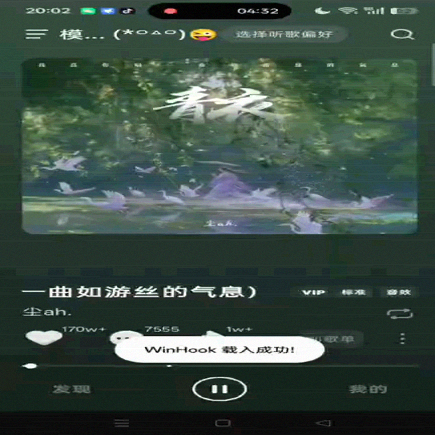 20:02
04:32
模... (*°▵°)😜
选择听歌偏好
青衣
尘ah.
一曲如游丝的气息)
VIP 标准 音效
尘ah.
170w+ 7555 1w+
WinHook 载入成功!
发现
我的